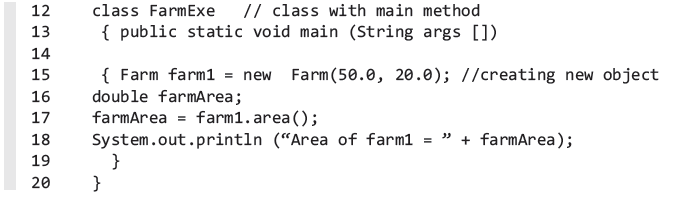 12 class FarmExe // class with main method
13 { public static void main (String args [])
14
15 { Farm farm1 = new Farm(50.0, 20.0); //creating new object
16 double farmArea;
17 farmArea = farm1.area();
18 System.out.println (“Area of farm1 = ” + farmArea);
19 }
20 }